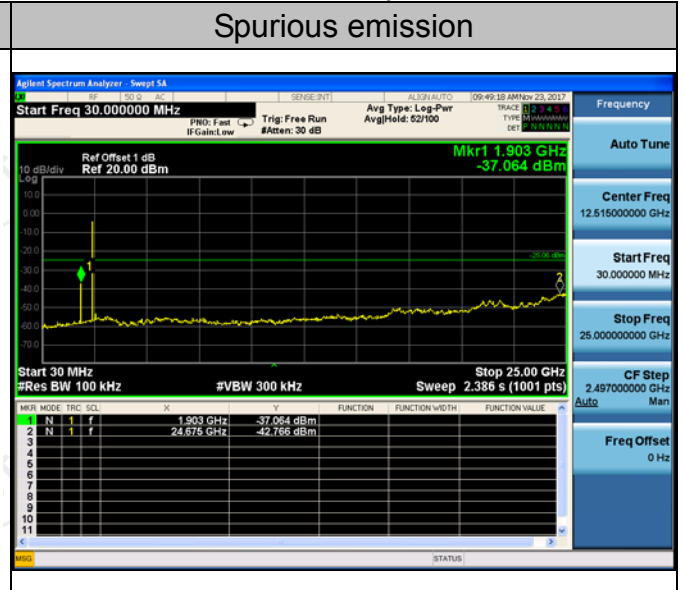 Spurious emission
Agilent Spectrum Analyzer - Swept SA
RF 50 Ω AC SENSE:INT ALIGN AUTO 09:49:18 AM Nov 23, 2017
Start Freq 30.000000 MHz
PNO: Fast
IFGain:Low
Trig: Free Run
#Atten: 30 dB
Avg Type: Log-Pwr
Avg|Hold: 52/100
TRACE 1 2 3 4 5 6
TYPE M
DET P N N N N N
Frequency
Mkr1 1.903 GHz
-37.064 dBm
Ref Offset 1 dB
10 dB/div Ref 20.00 dBm
Log
10.0
0.00
-10.0
-20.0
-25.06 dBm
-30.0
-40.0
-50.0
-60.0
-70.0
1
2
Start 30 MHz Stop 25.00 GHz
#Res BW 100 kHz #VBW 300 kHz Sweep 2.386 s (1001 pts)
MKR MODE TRC SCL X Y FUNCTION FUNCTION WIDTH FUNCTION VALUE
1 N 1 f 1.903 GHz -37.064 dBm
2 N 1 f 24.675 GHz -42.766 dBm
3
4
5
6
7
8
9
10
11
Auto Tune
Center Freq
12.515000000 GHz
Start Freq
30.000000 MHz
Stop Freq
25.000000000 GHz
CF Step
2.497000000 GHz
Auto Man
Freq Offset
0 Hz
MSG STATUS